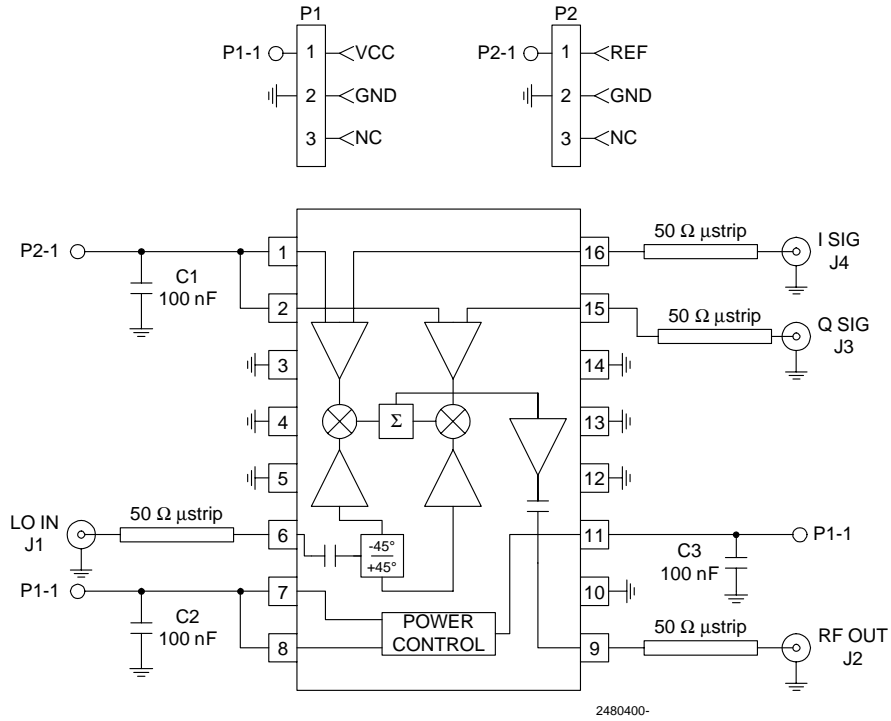 P1
P2
P1-1 1 VCC
P2-1 1 REF
2 GND
2 GND
3 NC
3 NC
P2-1
C1
100 nF
1
16
50 Ω µstrip
I SIG
J4
2
15
50 Ω µstrip
Q SIG
J3
3
14
4
Σ
13
5
12
LO IN
J1
50 Ω µstrip
6
-45°
+45°
11
P1-1
C3
100 nF
P1-1
C2
100 nF
7
10
8
POWER
CONTROL
9
50 Ω µstrip
RF OUT
J2
2480400-